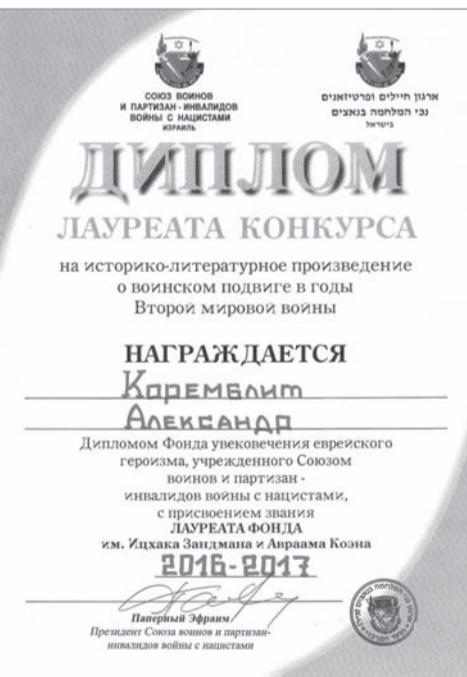 СОЮЗ ВОИНОВ
И ПАРТИЗАН - ИНВАЛИДОВ
ВОЙНЫ С НАЦИСТАМИ
ИЗРАИЛЬ
ארגון חיילים ופרטיזאנים
נכי המלחמה בנאצים
בישראל
ДИПЛОМ
ЛАУРЕАТА КОНКУРСА
на историко-литературное произведение
о воинском подвиге в годы
Второй мировой войны
НАГРАЖДАЕТСЯ
Коремблит
Александр
Дипломом Фонда увековечения еврейского
героизма, учрежденного Союзом
воинов и партизан -
инвалидов войны с нацистами,
с присвоением звания
ЛАУРЕАТА ФОНДА
им. Ицхака Зандмана и Авраама Коэна
2016-2017
Паперный Эфраим
Президент Союза воинов и партизан-
инвалидов войны с нацистами